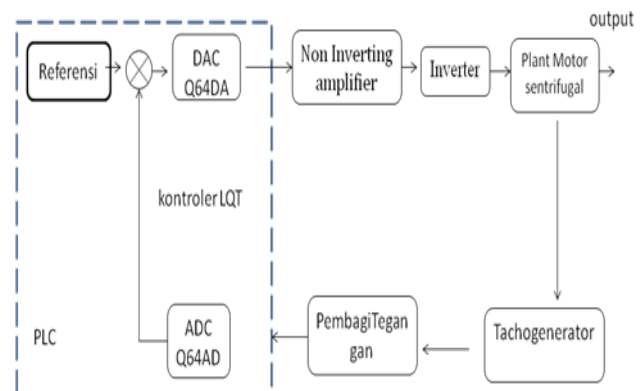 output
Referensi
DAC
Q64DA
Non Inverting
amplifier
Inverter
Plant Motor
sentrifugal
kontroler LQT
PLC
ADC
Q64AD
PembagiTegan
gan
Tachogenerator